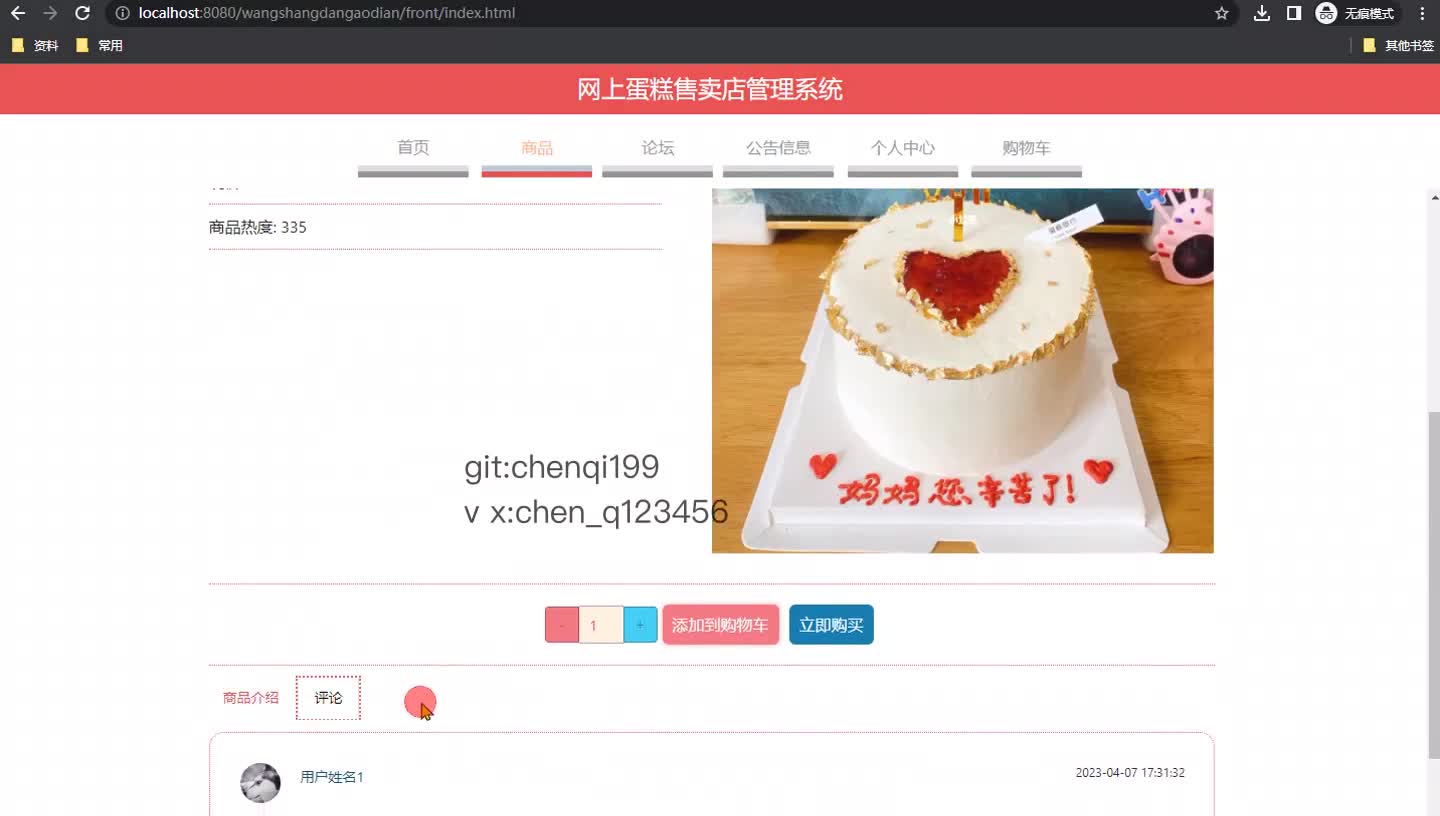 localhost:8080/wangshangdangaodian/front/index.html
无痕模式
资料
常用
其他书签
网上蛋糕售卖店管理系统
首页
商品
论坛
公告信息
个人中心
购物车
商品热度: 335
妈妈您辛苦了!
git:chenqi199
v x:chen_q123456
-
1
+
添加到购物车
立即购买
商品介绍
评论
用户姓名1
2023-04-07 17:31:32